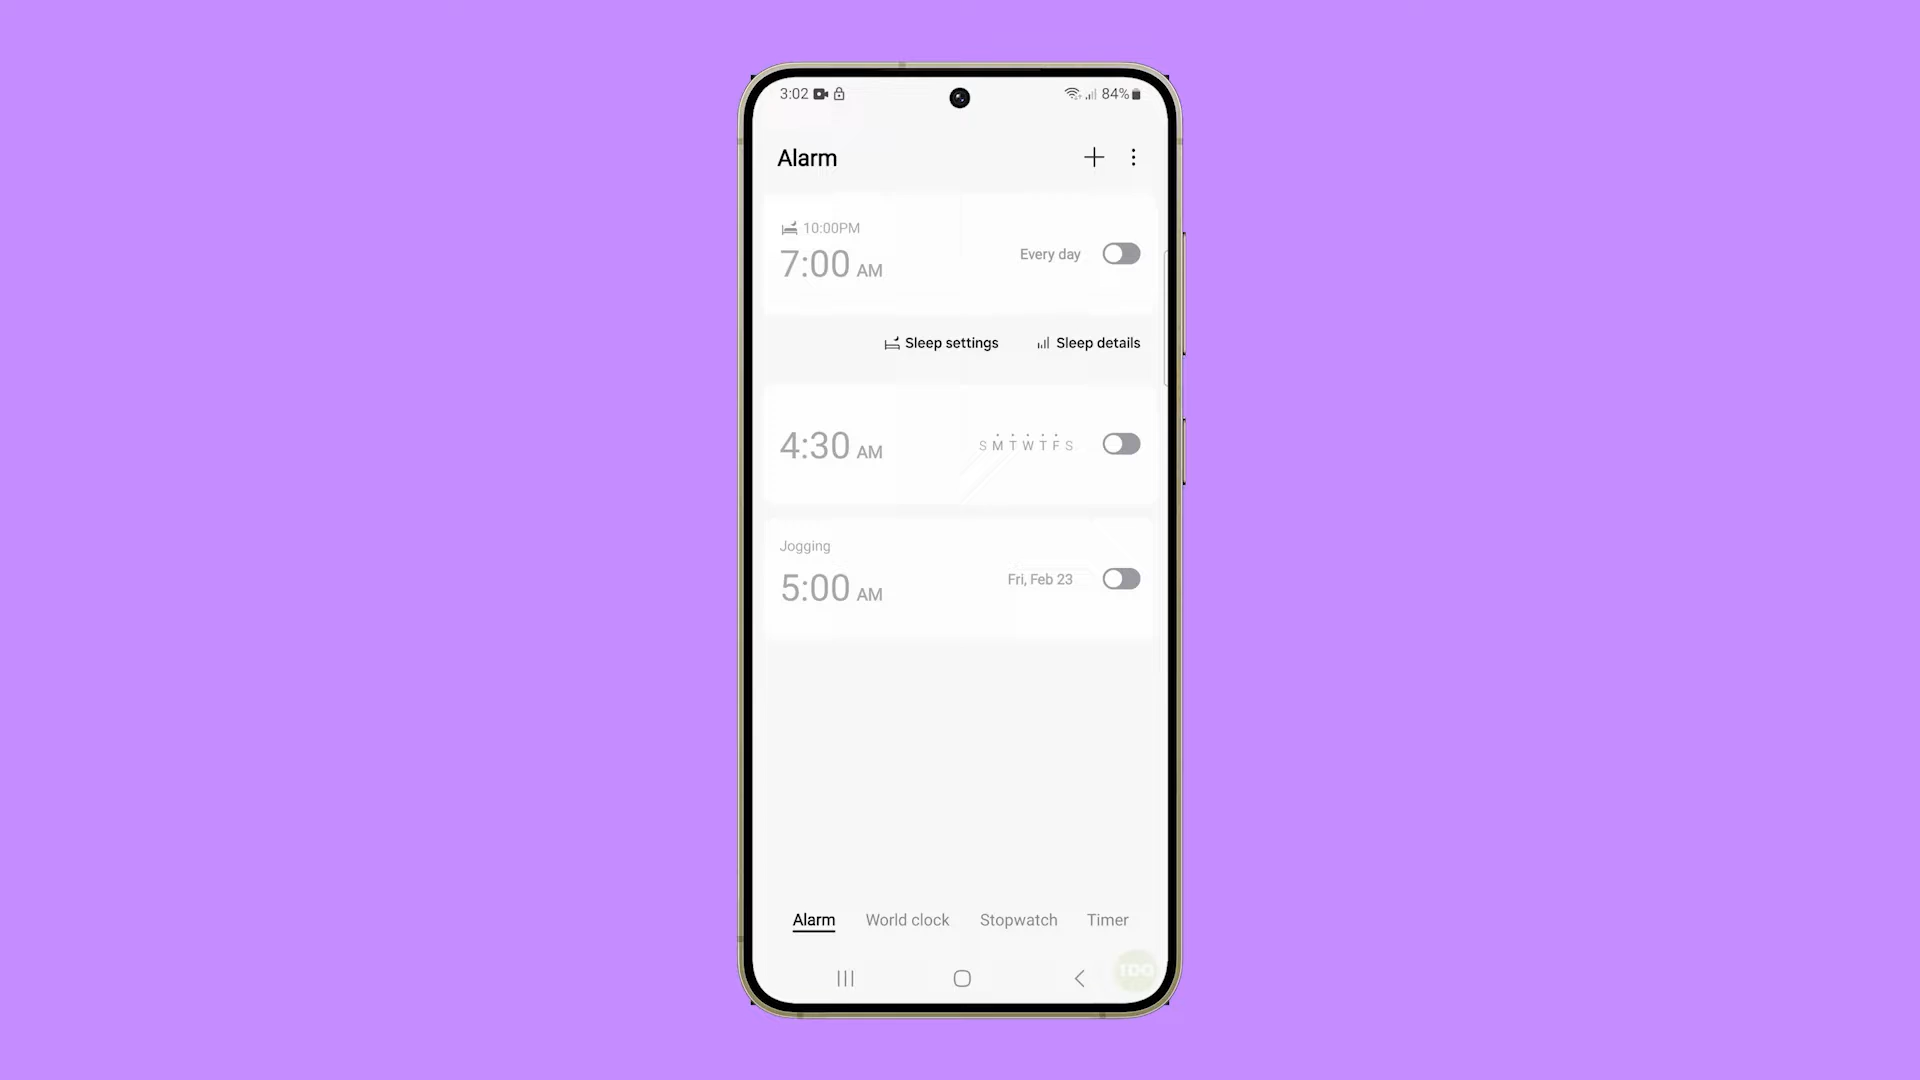 3:02 84%
Alarm
10:00PM
7:00 AM Every day
Sleep settings Sleep details
4:30 AM S M T W T F S
Jogging
5:00 AM Fri, Feb 23
Alarm World clock Stopwatch Timer